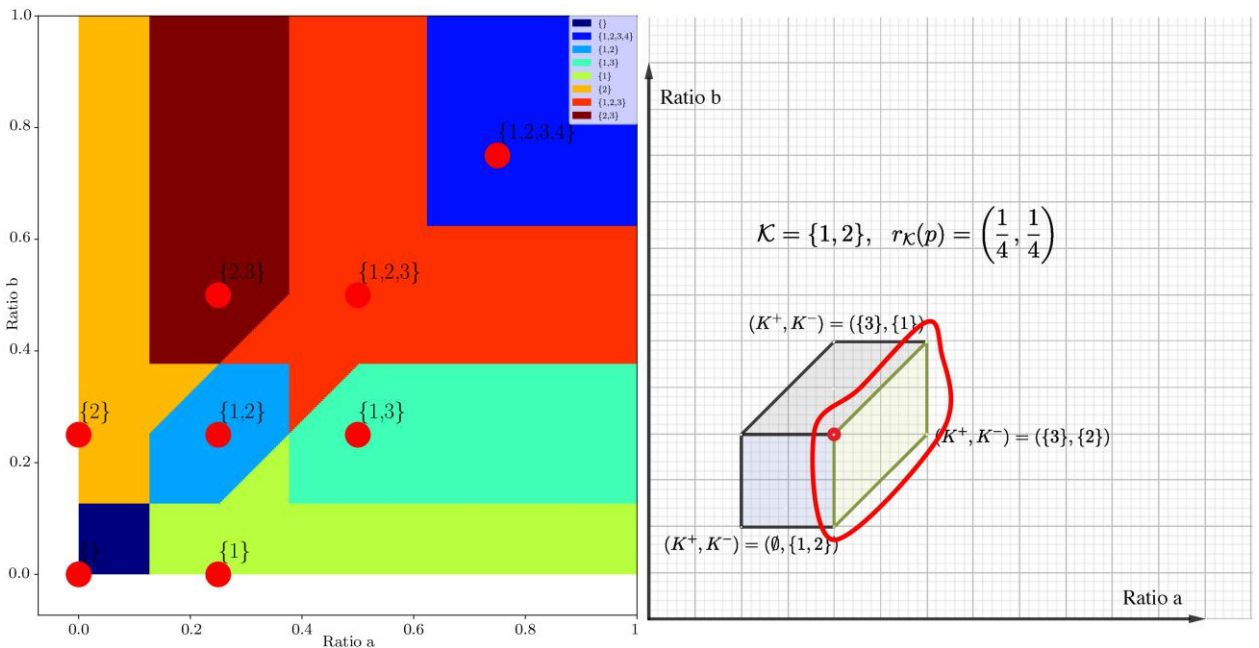 1.0
0.8
0.6
0.4
0.2
0.0
Ratio b
0.0 0.2 0.4 0.6 0.8 1
Ratio a
{}
{1,2,3,4}
{1,2}
{1,3}
{1}
{2}
{1,2,3}
{2,3}
{1,2,3,4}
{2,3}
{1,2,3}
{2}
{1,2}
{1,3}
{}
{1}
Ratio b
𝒦 = {1, 2}, r_𝒦(p) = (1/4, 1/4)
(K⁺, K⁻) = ({3}, {1})
(K⁺, K⁻) = ({3}, {2})
(K⁺, K⁻) = (∅, {1, 2})
Ratio a